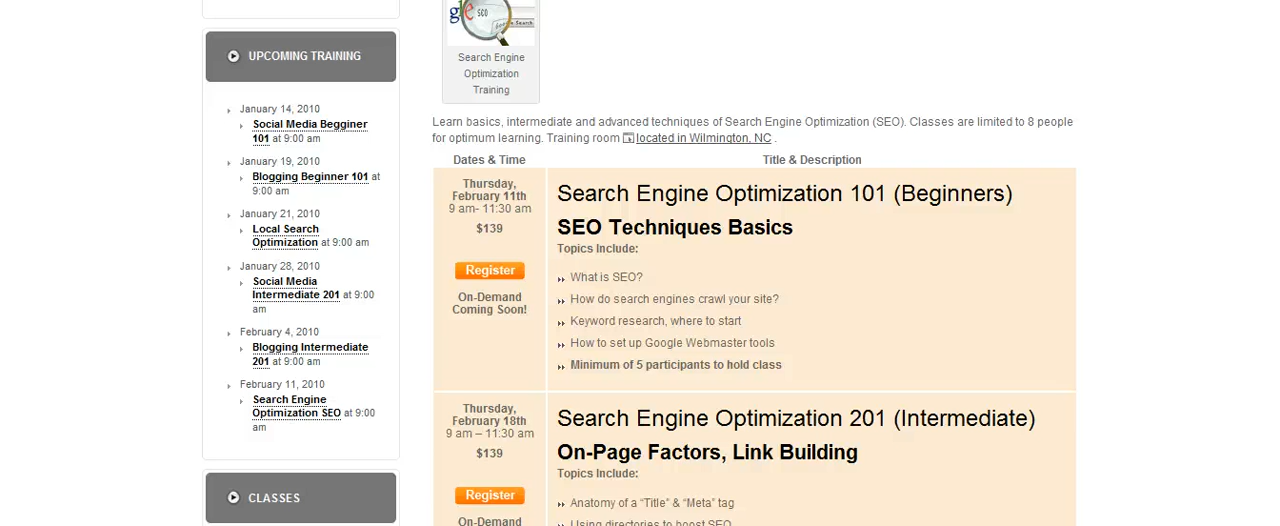 UPCOMING TRAINING
January 14, 2010
Social Media Begginer
101 at 9:00 am
January 19, 2010
Blogging Beginner 101 at
9:00 am
January 21, 2010
Local Search
Optimization at 9:00 am
January 28, 2010
Social Media
Intermediate 201 at 9:00
am
February 4, 2010
Blogging Intermediate
201 at 9:00 am
February 11, 2010
Search Engine
Optimization SEO at 9:00
am
CLASSES
SEO
Search Engine
Optimization
Training
Learn basics, intermediate and advanced techniques of Search Engine Optimization (SEO). Classes are limited to 8 people
for optimum learning. Training room located in Wilmington, NC .
Dates & Time
Title & Description
Thursday,
February 11th
9 am- 11:30 am
$139
Register
On-Demand
Coming Soon!
Search Engine Optimization 101 (Beginners)
SEO Techniques Basics
Topics Include:
What is SEO?
How do search engines crawl your site?
Keyword research, where to start
How to set up Google Webmaster tools
Minimum of 5 participants to hold class
Thursday,
February 18th
9 am – 11:30 am
$139
Register
On-Demand
Search Engine Optimization 201 (Intermediate)
On-Page Factors, Link Building
Topics Include:
Anatomy of a “Title” & “Meta” tag
Using directories to boost SEO